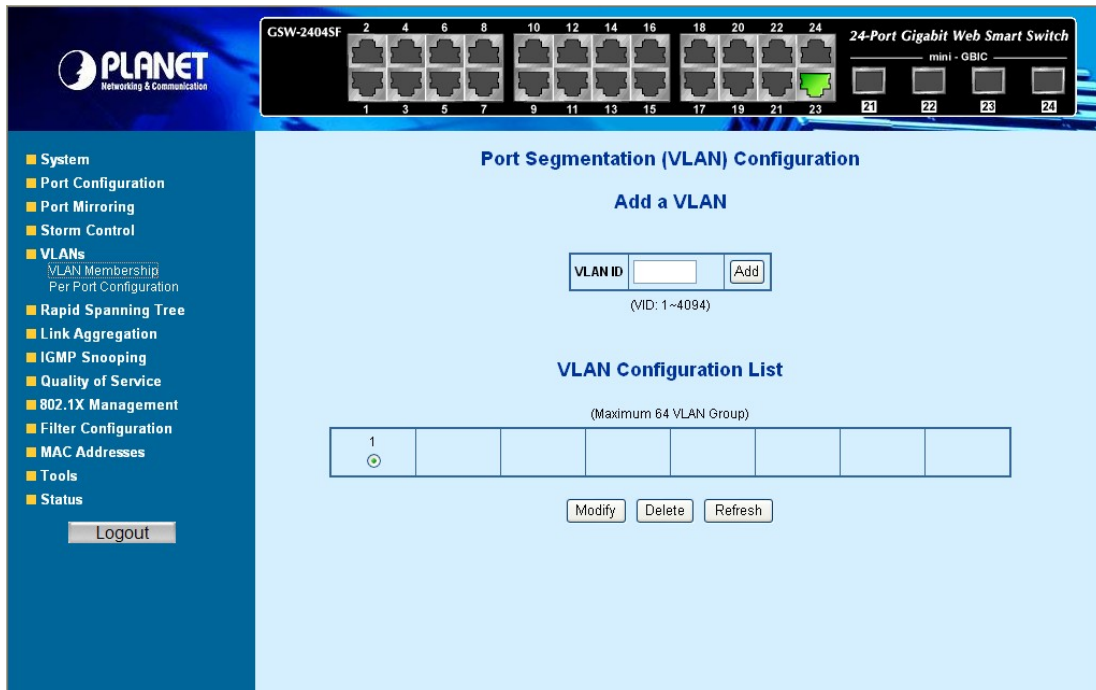 PLANET
Networking & Communication
GSW-2404SF
2 4 6 8 10 12 14 16 18 20 22 24
1 3 5 7 9 11 13 15 17 19 21 23
24-Port Gigabit Web Smart Switch
mini - GBIC
21 22 23 24
System
Port Configuration
Port Mirroring
Storm Control
VLANs
VLAN Membership
Per Port Configuration
Rapid Spanning Tree
Link Aggregation
IGMP Snooping
Quality of Service
802.1X Management
Filter Configuration
MAC Addresses
Tools
Status
Logout
Port Segmentation (VLAN) Configuration
Add a VLAN
VLAN ID Add
(VID: 1~4094)
VLAN Configuration List
(Maximum 64 VLAN Group)
1
Modify Delete Refresh